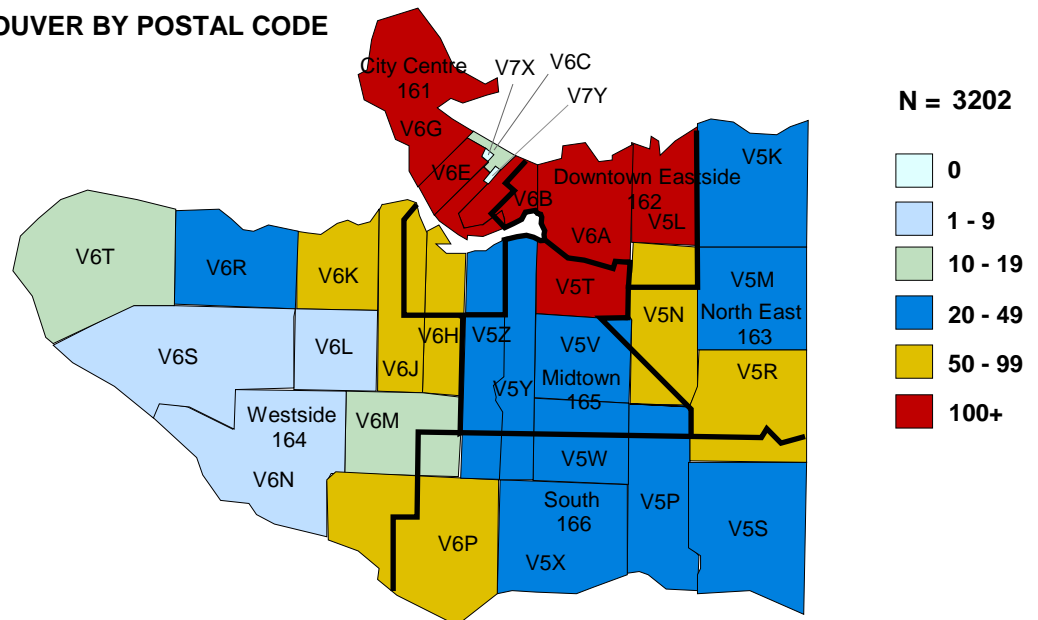 OUVER BY POSTAL CODE
City Centre
161
V7X
V6C
V7Y
V6G
V6E
V6B
Downtown Eastside
162
V5L
V6A
V5K
V6T
V6R
V6K
V5T
V5M
North East
163
V5N
V6S
V6L
V6J
V6H
V5Z
V5Y
V5V
Midtown
165
V5R
Westside
164
V6M
V6N
V5W
South
166
V5P
V5S
V6P
V5X
N = 3202
0
1 - 9
10 - 19
20 - 49
50 - 99
100+